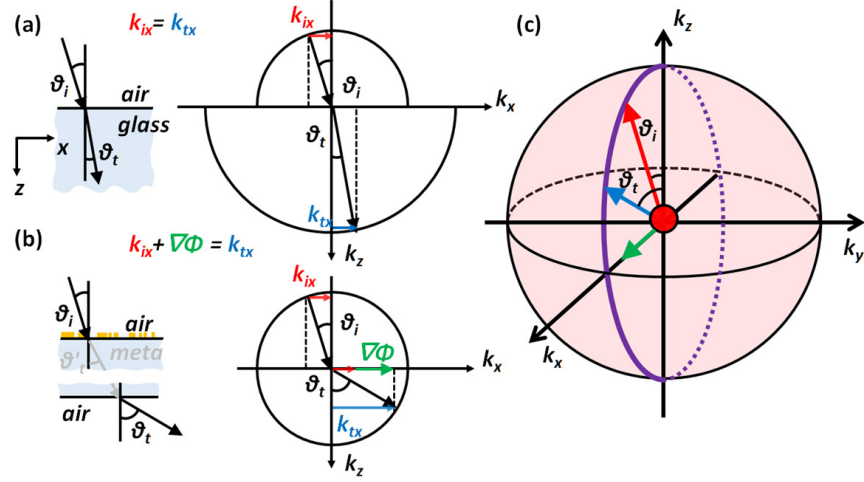 (a)
k_ix = k_tx
ϑ_i
air
glass
x
ϑ_t
z
k_ix
ϑ_i
k_x
ϑ_t
k_tx
k_z
(b)
k_ix + ∇Φ = k_tx
ϑ_i
air
ϑ'_t
meta
air
ϑ_t
k_ix
ϑ_i
∇Φ
k_x
ϑ_t
k_tx
k_z
(c)
k_z
ϑ_i
ϑ_t
k_y
k_x